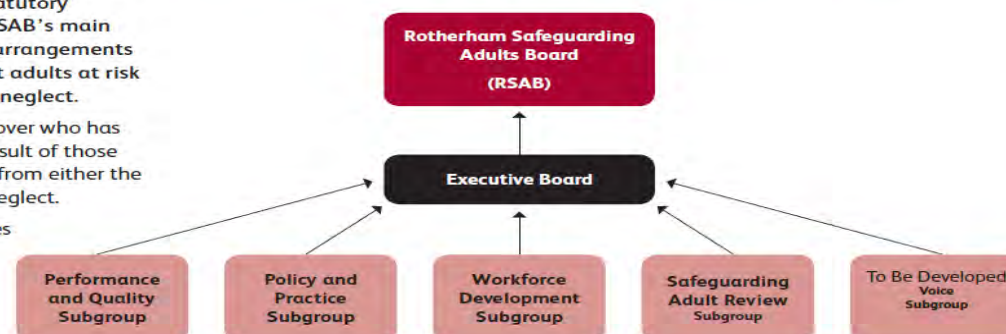 SAB's main
arrangements
t adults at risk
neglect.
over who has
sult of those
from either the
eglect.
es
Rotherham Safeguarding
Adults Board
(RSAB)
Executive Board
Performance
and Quality
Subgroup
Policy and
Practice
Subgroup
Workforce
Development
Subgroup
Safeguarding
Adult Review
Subgroup
To Be Developed
Voice
Subgroup